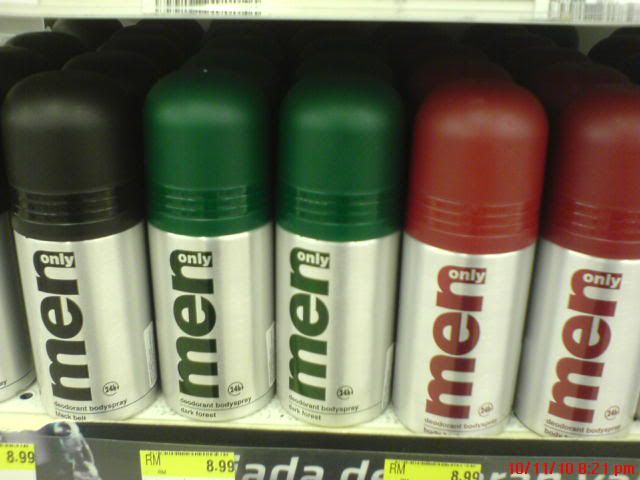 only
men
24h
deodorant bodyspray
black belt
only
men
24h
deodorant bodyspray
dark forest
only
men
24h
deodorant bodyspray
dark forest
only
men
24h
deodorant bodyspray
only
men
24h
deodorant bodyspray
8.99
RM 8.99
RM
RM 8.99
RM
10/11/10 8:21 pm